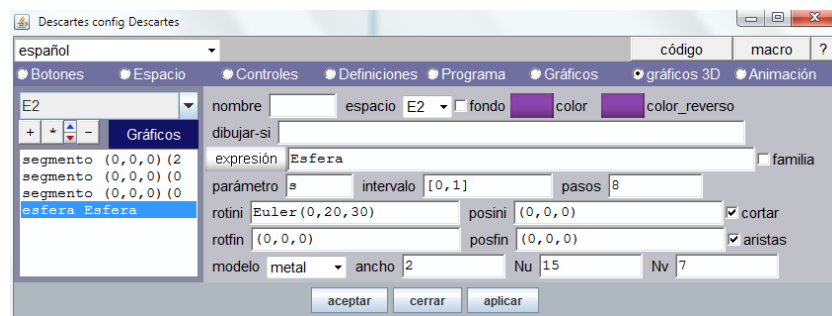 Descartes config Descartes
español código macro ?
Botones Espacio Controles Definiciones Programa Gráficos gráficos 3D Animación
E2 nombre espacio E2 fondo color color_reverso
+ * - Gráficos dibujar-si
segmento (0,0,0)(2 expresión Esfera familia
segmento (0,0,0)(0
segmento (0,0,0)(0 parámetro s intervalo [0,1] pasos 8
esfera Esfera rotini Euler(0,20,30) posini (0,0,0) cortar
rotfin (0,0,0) posfin (0,0,0) aristas
modelo metal ancho 2 Nu 15 Nv 7
aceptar cerrar aplicar